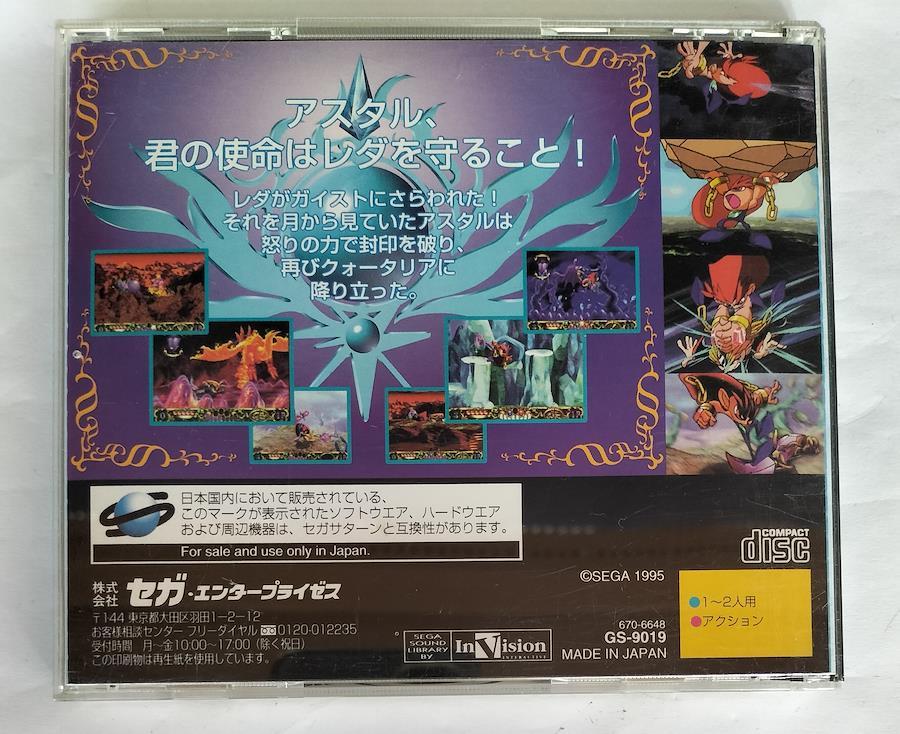 アスタル、
君の使命はレダを守ること！
レダがガイストにさらわれた！
それを月から見ていたアスタルは
怒りの力で封印を破り、
再びクォータリアに
降り立った。
日本国内において販売されている、
このマークが表示されたソフトウエア、ハードウエア
および周辺機器は、セガサターンと互換性があります。
For sale and use only in Japan.
COMPACT
disc
株式会社 セガ・エンタープライゼス
〒144 東京都大田区羽田1-2-12
お客様相談センター フリーダイヤル 0120-012235
受付時間 月〜金10:00〜17:00（除く祝日）
この印刷物は再生紙を使用しています。
©SEGA 1995
●1〜2人用
●アクション
SEGA
SOUND
LIBRARY
BY
InVision
INTERACTIVE
670-6648
GS-9019
MADE IN JAPAN